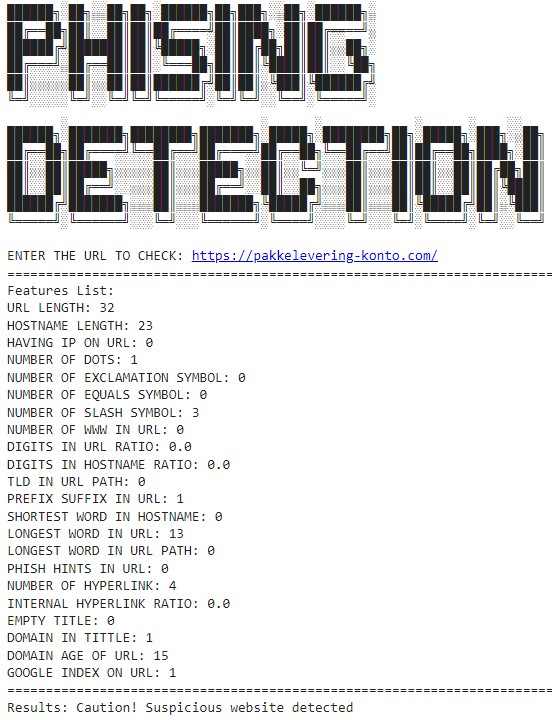 PHISING
DETECTION
ENTER THE URL TO CHECK: https://pakkelevering-konto.com/
Features List:
URL LENGTH: 32
HOSTNAME LENGTH: 23
HAVING IP ON URL: 0
NUMBER OF DOTS: 1
NUMBER OF EXCLAMATION SYMBOL: 0
NUMBER OF EQUALS SYMBOL: 0
NUMBER OF SLASH SYMBOL: 3
NUMBER OF WWW IN URL: 0
DIGITS IN URL RATIO: 0.0
DIGITS IN HOSTNAME RATIO: 0.0
TLD IN URL PATH: 0
PREFIX SUFFIX IN URL: 1
SHORTEST WORD IN HOSTNAME: 0
LONGEST WORD IN URL: 13
LONGEST WORD IN URL PATH: 0
PHISH HINTS IN URL: 0
NUMBER OF HYPERLINK: 4
INTERNAL HYPERLINK RATIO: 0.0
EMPTY TITLE: 0
DOMAIN IN TITTLE: 1
DOMAIN AGE OF URL: 15
GOOGLE INDEX ON URL: 1
Results: Caution! Suspicious website detected